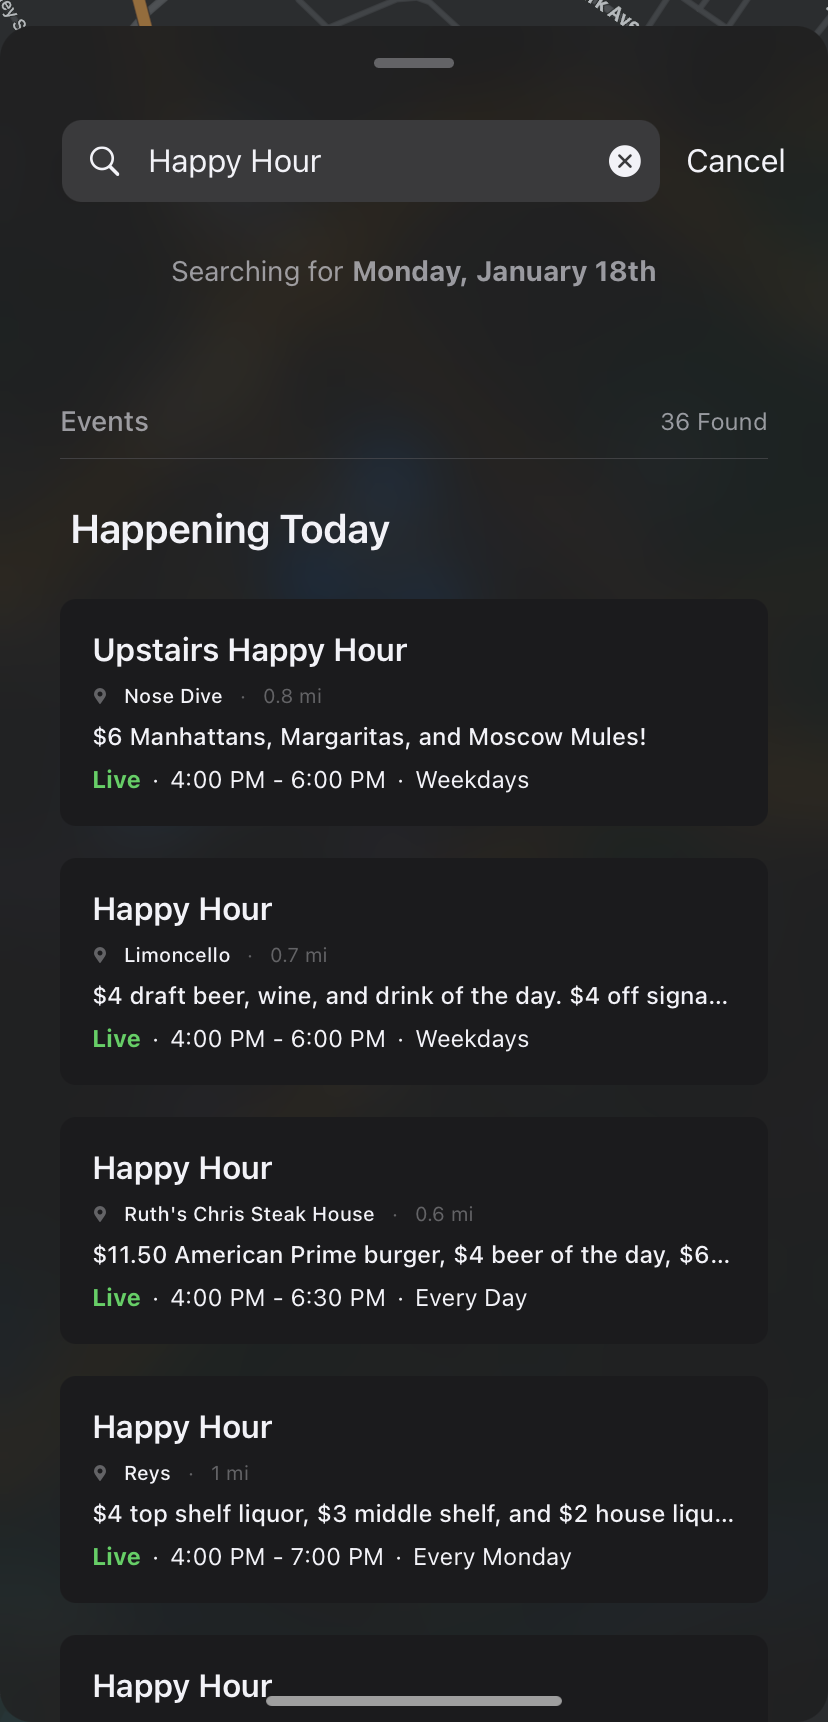 ey S
rk Ave
Happy Hour
Cancel
Searching for Monday, January 18th
Events
36 Found
Happening Today
Upstairs Happy Hour
Nose Dive · 0.8 mi
$6 Manhattans, Margaritas, and Moscow Mules!
Live · 4:00 PM - 6:00 PM · Weekdays
Happy Hour
Limoncello · 0.7 mi
$4 draft beer, wine, and drink of the day. $4 off signa...
Live · 4:00 PM - 6:00 PM · Weekdays
Happy Hour
Ruth's Chris Steak House · 0.6 mi
$11.50 American Prime burger, $4 beer of the day, $6...
Live · 4:00 PM - 6:30 PM · Every Day
Happy Hour
Reys · 1 mi
$4 top shelf liquor, $3 middle shelf, and $2 house liqu...
Live · 4:00 PM - 7:00 PM · Every Monday
Happy Hour